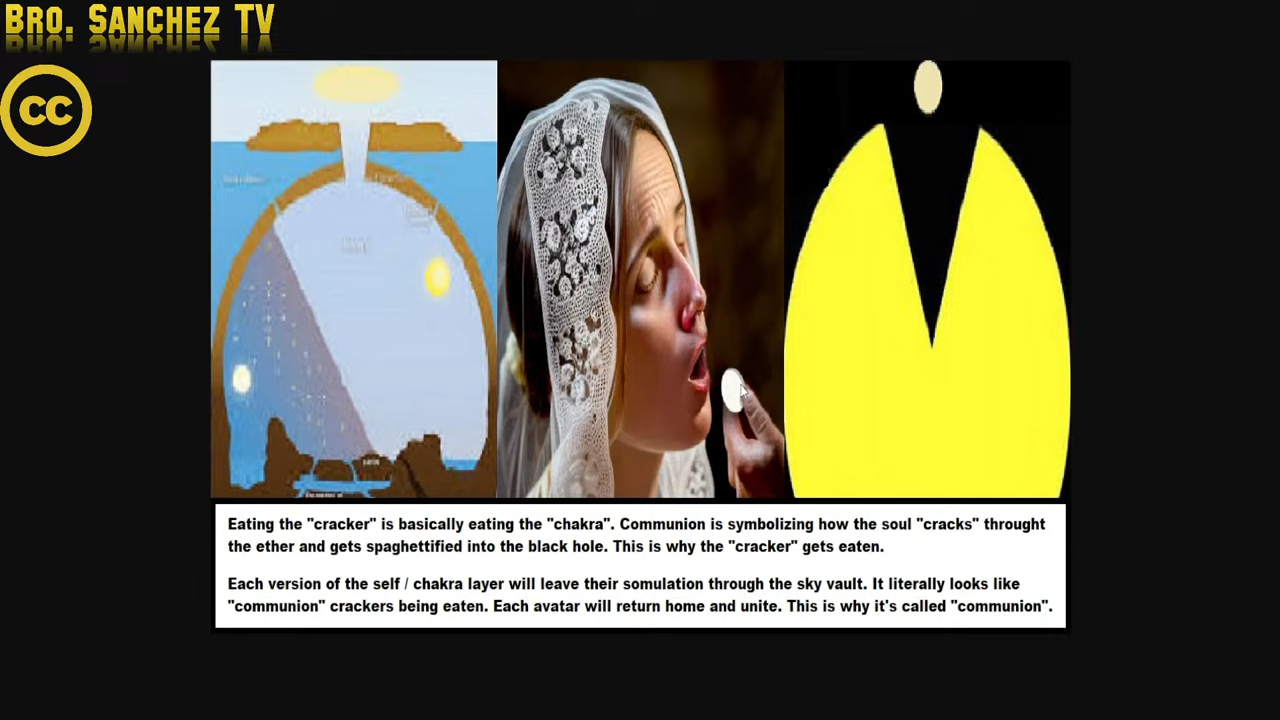 Bro. Sanchez TV
CC
Eating the "cracker" is basically eating the "chakra". Communion is symbolizing how the soul "cracks" throught
the ether and gets spaghettified into the black hole. This is why the "cracker" gets eaten.
Each version of the self / chakra layer will leave their somulation through the sky vault. It literally looks like
"communion" crackers being eaten. Each avatar will return home and unite. This is why it's called "communion".